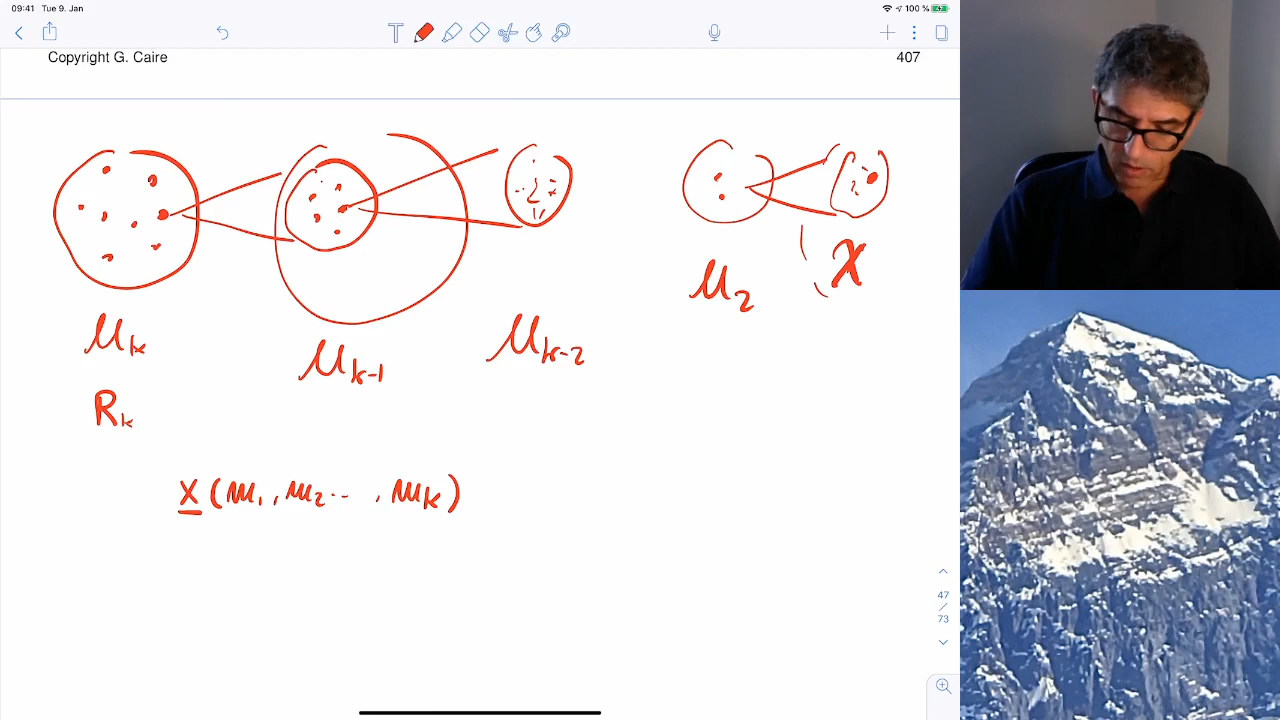 09:41 Tue 9. Jan 100 %
T
Copyright G. Caire 407
U_k U_{k-1} U_{k-2} U_2 X
R_k
X (m_1, m_2 .. , m_k)
47
/
73